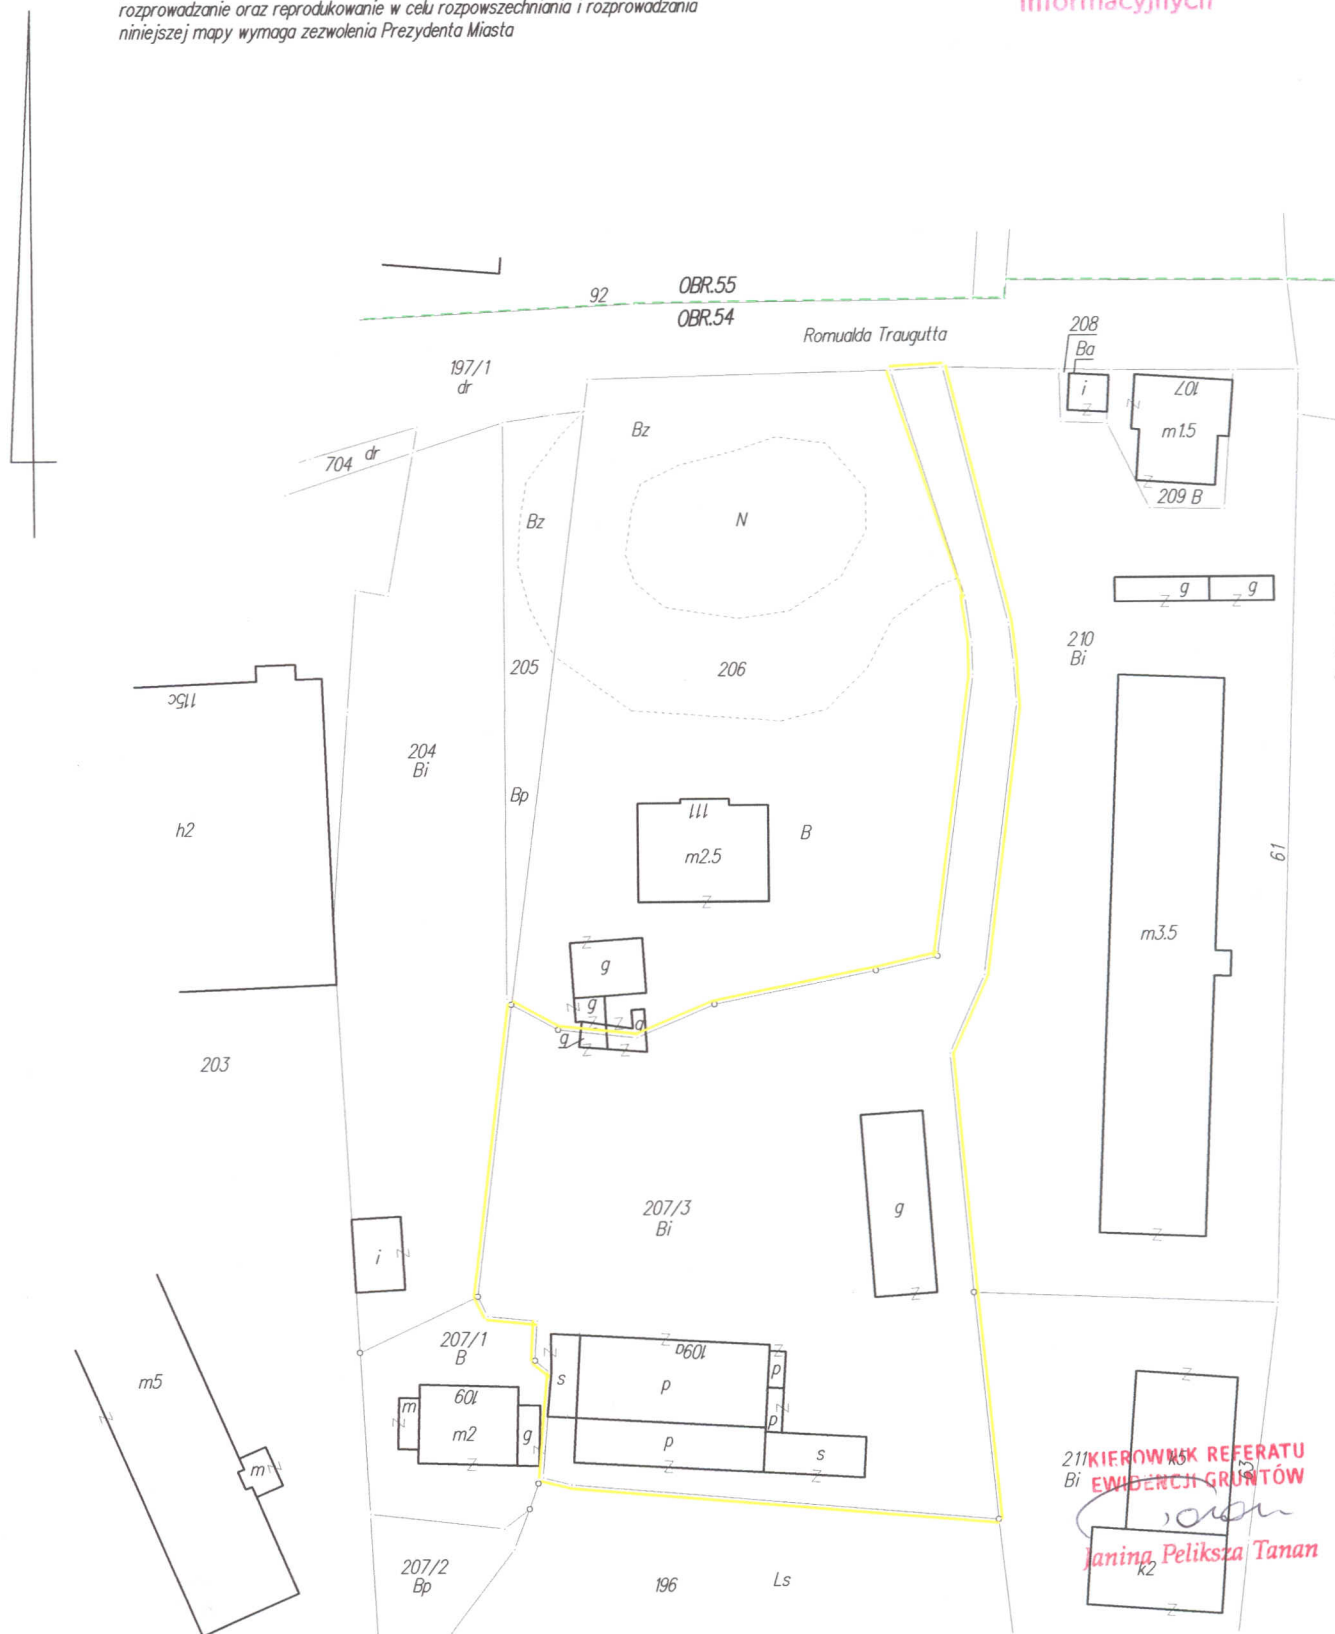 rozprowadzanie oraz reprodukowanie w celu rozpowszechniania i rozprowadzania
niniejszej mapy wymaga zezwolenia Prezydenta Miasta
informacyjnych
92
OBR.55
OBR.54
Romualda Traugutta
197/1
dr
704 dr
208
Ba
i
107
m1.5
209 B
Bz
Bz
N
g
g
205
206
210
Bi
115c
204
Bi
Bp
h2
111
m2.5
B
61
m3.5
g
g
g
g
203
207/3
Bi
g
i
207/1
B
109a
s
p
p
p
m5
m
109
m2
g
p
s
m
211
Bi
k5
63
KIEROWNIK REFERATU
EWIDENCJI GRUNTÓW
Janina Peliksza Tanan
k2
207/2
Bp
196
Ls